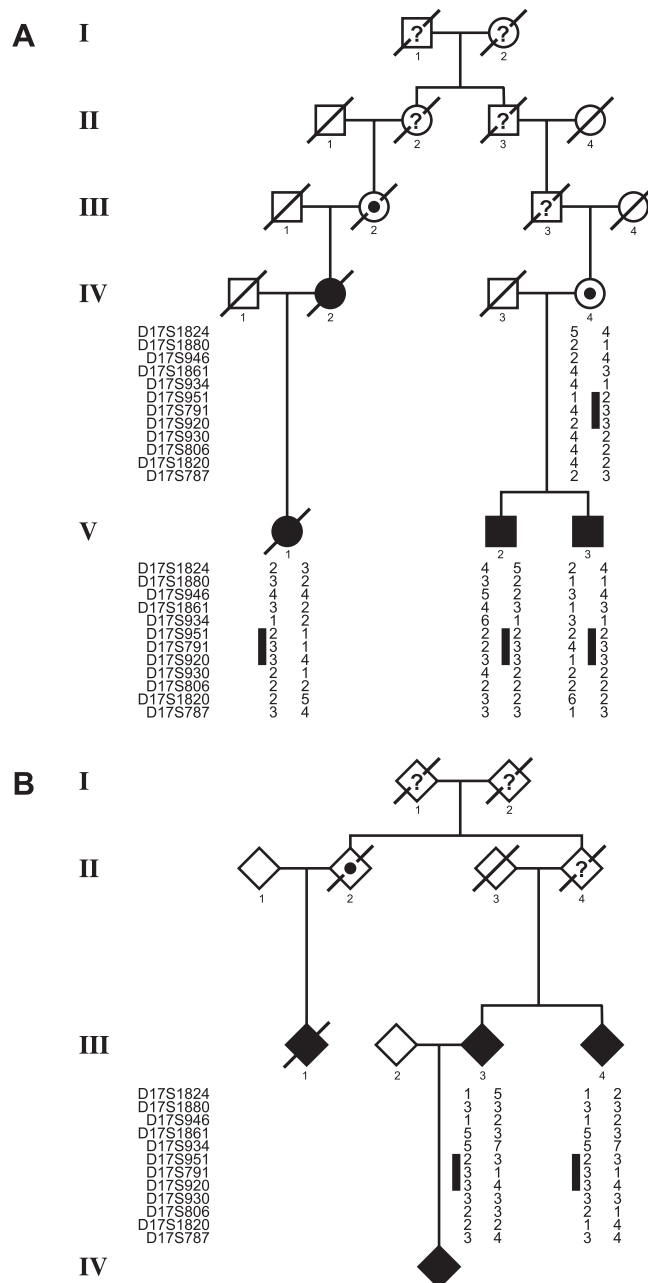 A I ? ?
1 2
II ? ?
1 2 3 4
III ?
1 2 3 4
IV
1 2 3 4
D17S1824 5 4
D17S1880 2 1
D17S946 2 4
D17S1861 4 3
D17S934 4 1
D17S951 1 2
D17S791 4 3
D17S920 2 3
D17S930 4 2
D17S806 4 2
D17S1820 4 2
D17S787 2 3
V
1 2 3
D17S1824 2 3 4 5 2 4
D17S1880 3 2 3 2 1 1
D17S946 4 4 5 2 3 4
D17S1861 3 2 4 3 1 3
D17S934 1 2 6 1 3 1
D17S951 2 1 2 2 2 2
D17S791 3 1 2 3 4 3
D17S920 3 4 3 3 1 3
D17S930 2 1 4 2 2 2
D17S806 2 2 2 2 2 2
D17S1820 2 5 2 2 6 2
D17S787 3 4 3 3 1 3
B I ? ?
1 2
II ?
1 2 3 4
III
1 2 3 4
D17S1824 1 5 1 2
D17S1880 3 3 3 3
D17S946 1 2 1 2
D17S1861 5 3 5 3
D17S934 5 7 5 7
D17S951 2 3 2 3
D17S791 3 1 3 1
D17S920 3 4 3 4
D17S930 3 3 3 3
D17S806 2 3 2 1
D17S1820 2 2 1 4
D17S787 3 4 3 4
IV